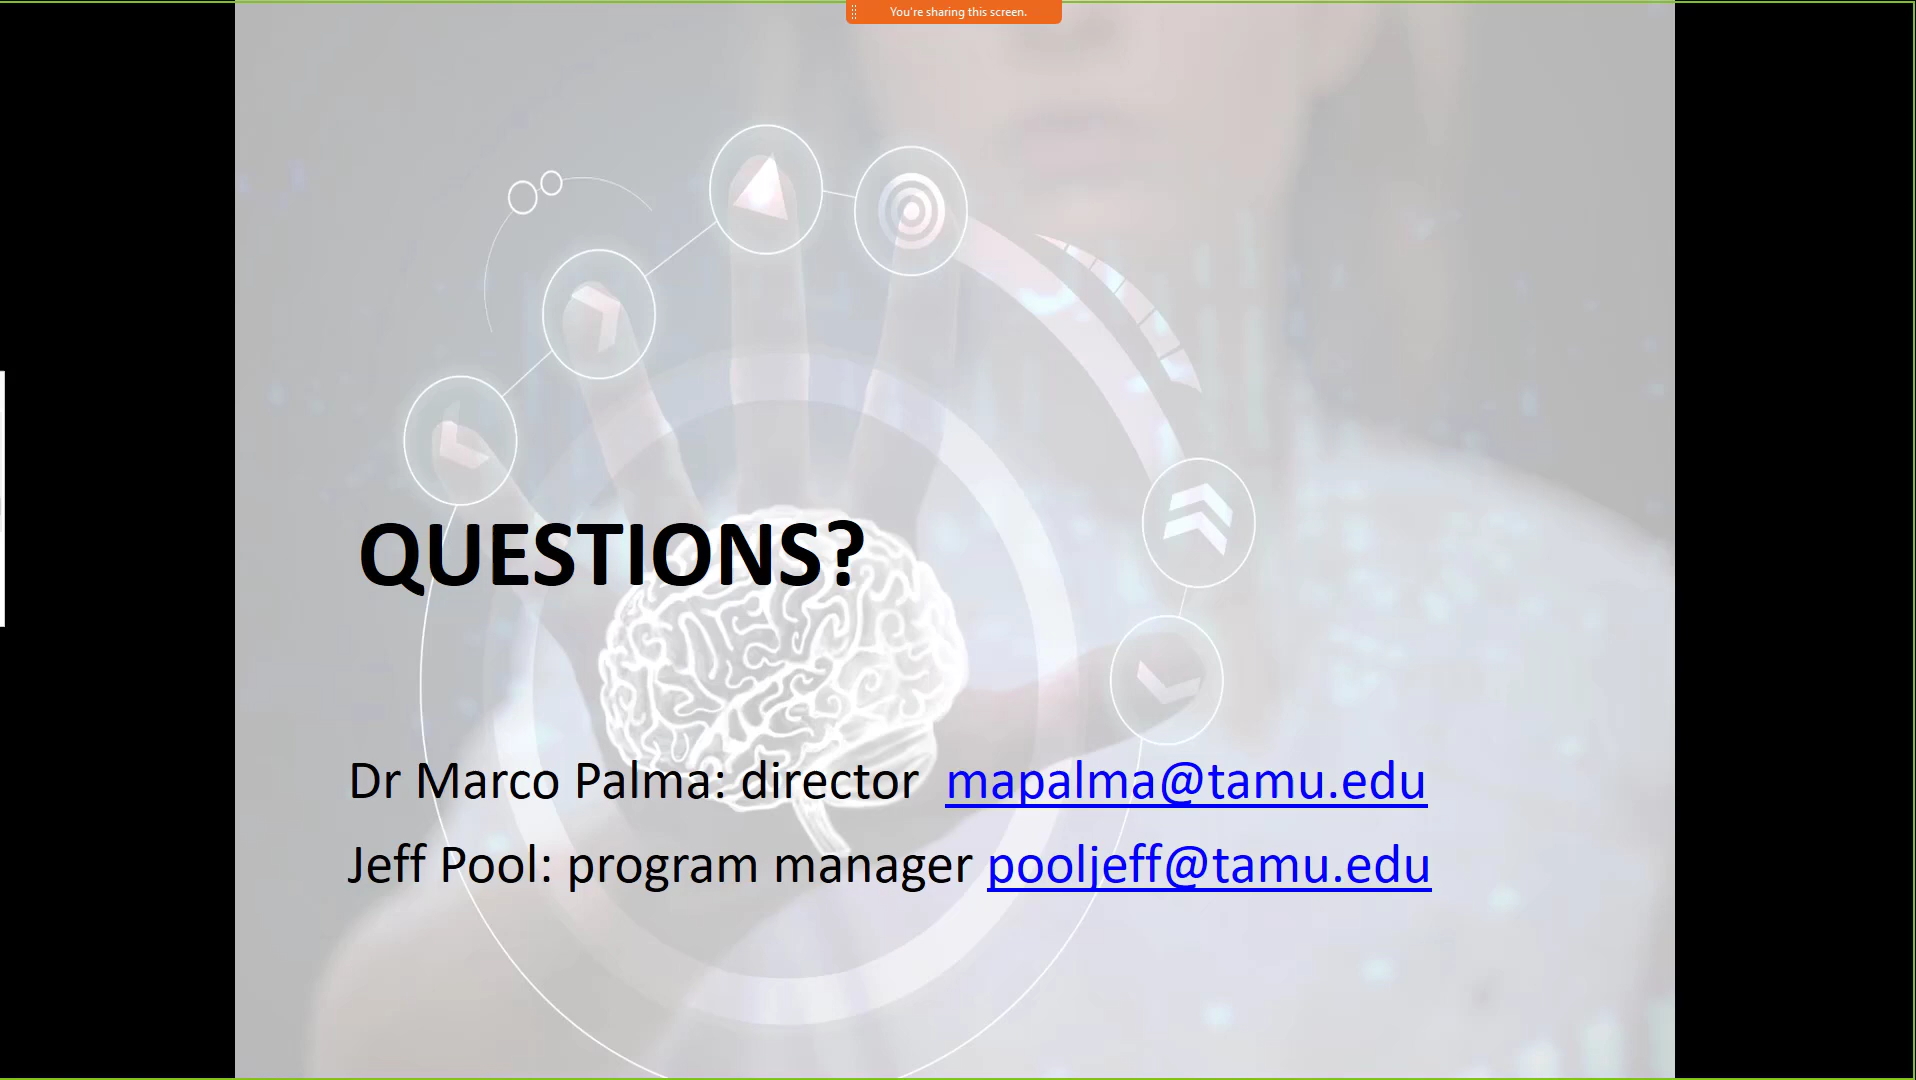 You're sharing this screen.
QUESTIONS?
Dr Marco Palma: director mapalma@tamu.edu
Jeff Pool: program manager pooljeff@tamu.edu